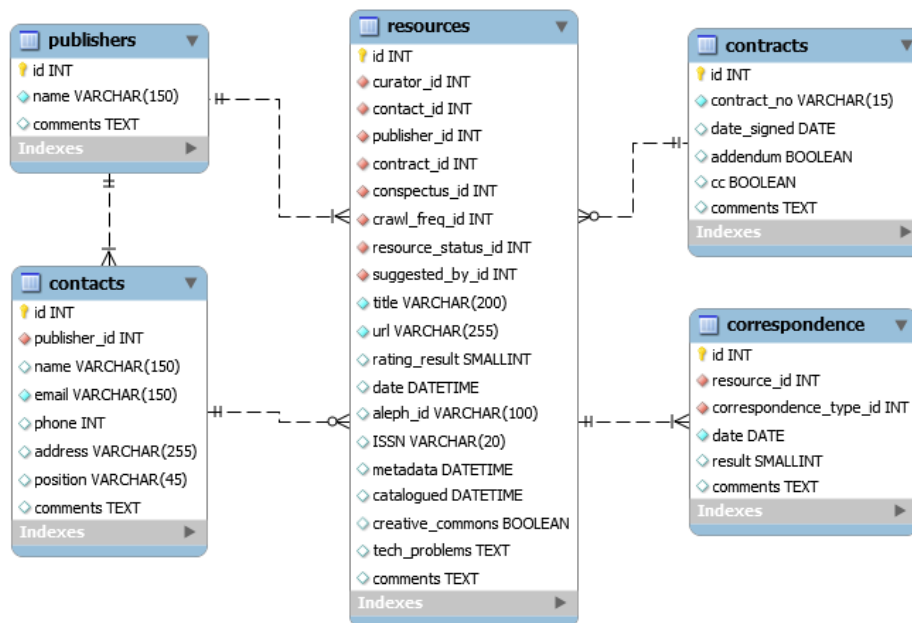 publishers
id INT
name VARCHAR(150)
comments TEXT
Indexes
contacts
id INT
publisher_id INT
name VARCHAR(150)
email VARCHAR(150)
phone INT
address VARCHAR(255)
position VARCHAR(45)
comments TEXT
Indexes
resources
id INT
curator_id INT
contact_id INT
publisher_id INT
contract_id INT
conspectus_id INT
crawl_freq_id INT
resource_status_id INT
suggested_by_id INT
title VARCHAR(200)
url VARCHAR(255)
rating_result SMALLINT
date DATETIME
aleph_id VARCHAR(100)
ISSN VARCHAR(20)
metadata DATETIME
catalogued DATETIME
creative_commons BOOLEAN
tech_problems TEXT
comments TEXT
Indexes
contracts
id INT
contract_no VARCHAR(15)
date_signed DATE
addendum BOOLEAN
cc BOOLEAN
comments TEXT
Indexes
correspondence
id INT
resource_id INT
correspondence_type_id INT
date DATE
result SMALLINT
comments TEXT
Indexes